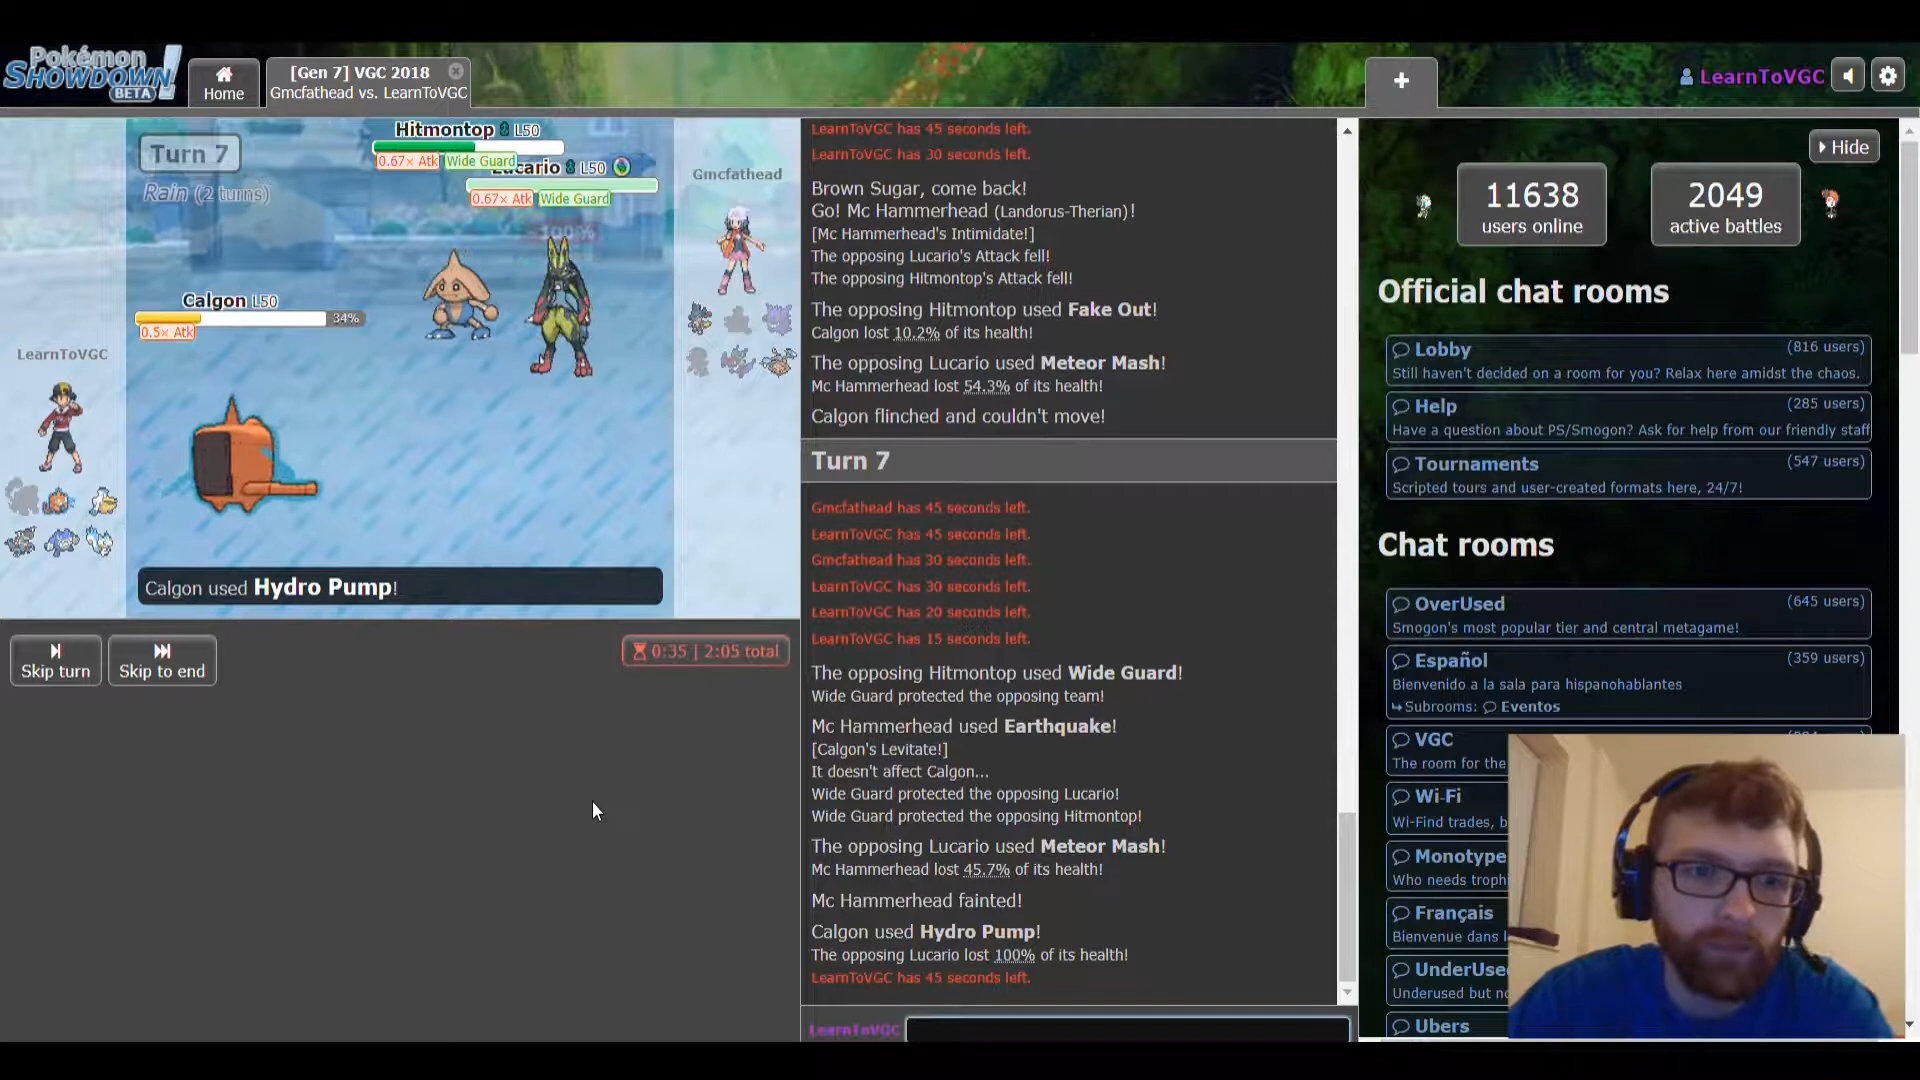 Pokémon
SHOWDOWN!
BETA
Home
[Gen 7] VGC 2018
Gmcfathead vs. LearnToVGC
+
LearnToVGC
Turn 7
Rain (2 turns)
Hitmontop L50
0.67× Atk Wide Guard
ucario L50
0.67× Atk Wide Guard
-100%
Calgon L50
34%
0.5× Atk
LearnToVGC
Gmcfathead
Calgon used Hydro Pump!
Skip turn
Skip to end
0:35 | 2:05 total
LearnToVGC has 45 seconds left.
LearnToVGC has 30 seconds left.
Brown Sugar, come back!
Go! Mc Hammerhead (Landorus-Therian)!
[Mc Hammerhead's Intimidate!]
The opposing Lucario's Attack fell!
The opposing Hitmontop's Attack fell!
The opposing Hitmontop used Fake Out!
Calgon lost 10.2% of its health!
The opposing Lucario used Meteor Mash!
Mc Hammerhead lost 54.3% of its health!
Calgon flinched and couldn't move!
Turn 7
Gmcfathead has 45 seconds left.
LearnToVGC has 45 seconds left.
Gmcfathead has 30 seconds left.
LearnToVGC has 30 seconds left.
LearnToVGC has 20 seconds left.
LearnToVGC has 15 seconds left.
The opposing Hitmontop used Wide Guard!
Wide Guard protected the opposing team!
Mc Hammerhead used Earthquake!
[Calgon's Levitate!]
It doesn't affect Calgon...
Wide Guard protected the opposing Lucario!
Wide Guard protected the opposing Hitmontop!
The opposing Lucario used Meteor Mash!
Mc Hammerhead lost 45.7% of its health!
Mc Hammerhead fainted!
Calgon used Hydro Pump!
The opposing Lucario lost 100% of its health!
LearnToVGC has 45 seconds left.
LearnToVGC
Hide
11638
users online
2049
active battles
Official chat rooms
Lobby (816 users)
Still haven't decided on a room for you? Relax here amidst the chaos.
Help (285 users)
Have a question about PS/Smogon? Ask for help from our friendly staff
Tournaments (547 users)
Scripted tours and user-created formats here, 24/7!
Chat rooms
OverUsed (645 users)
Smogon's most popular tier and central metagame!
Español (359 users)
Bienvenido a la sala para hispanohablantes
↳Subrooms: Eventos
VGC
The room for the
Wi-Fi
Wi-Find trades, b
Monotype
Who needs troph
Français
Bienvenue dans l
UnderUse
Underused but no
Ubers